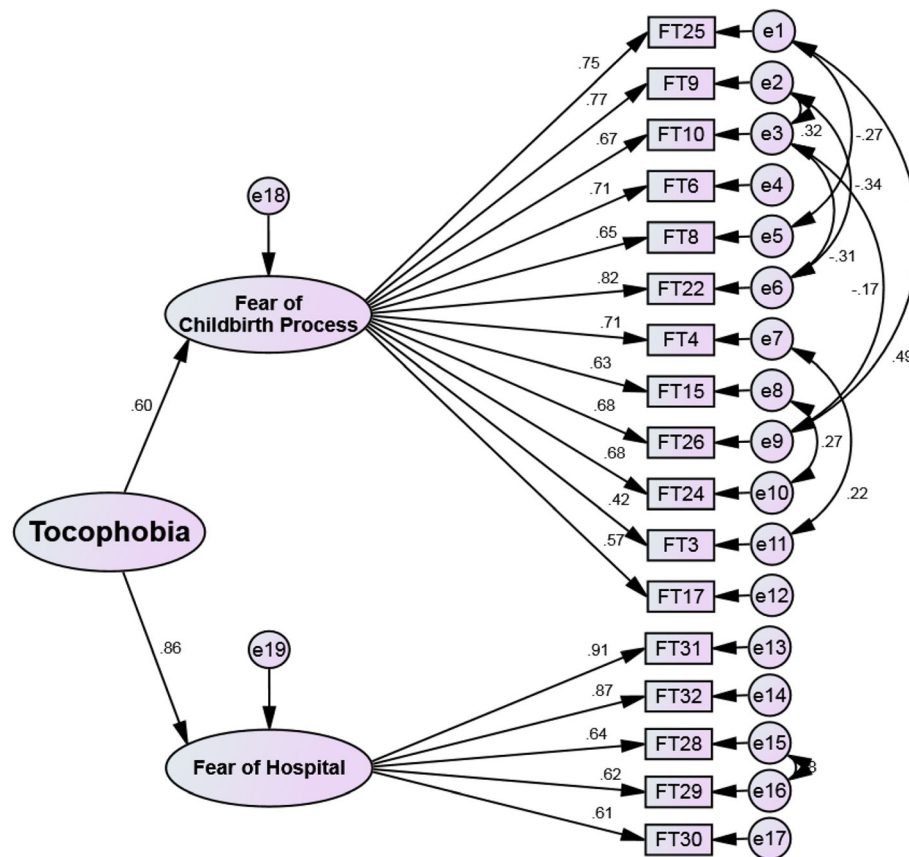 FT25
e1
.75
FT9
e2
.77
FT10
e3
.32
-.27
.67
FT6
e4
-.34
e18
.71
FT8
e5
.65
-.31
FT22
e6
.82
-.17
Fear of
Childbirth Process
FT4
e7
.71
.49
FT15
e8
.63
.60
FT26
e9
.68
.27
FT24
e10
.68
.22
.42
Tocophobia
FT3
e11
.57
FT17
e12
.86
e19
FT31
e13
.91
FT32
e14
.87
FT28
e15
.64
Fear of Hospital
FT29
e16
.62
FT30
e17
.61